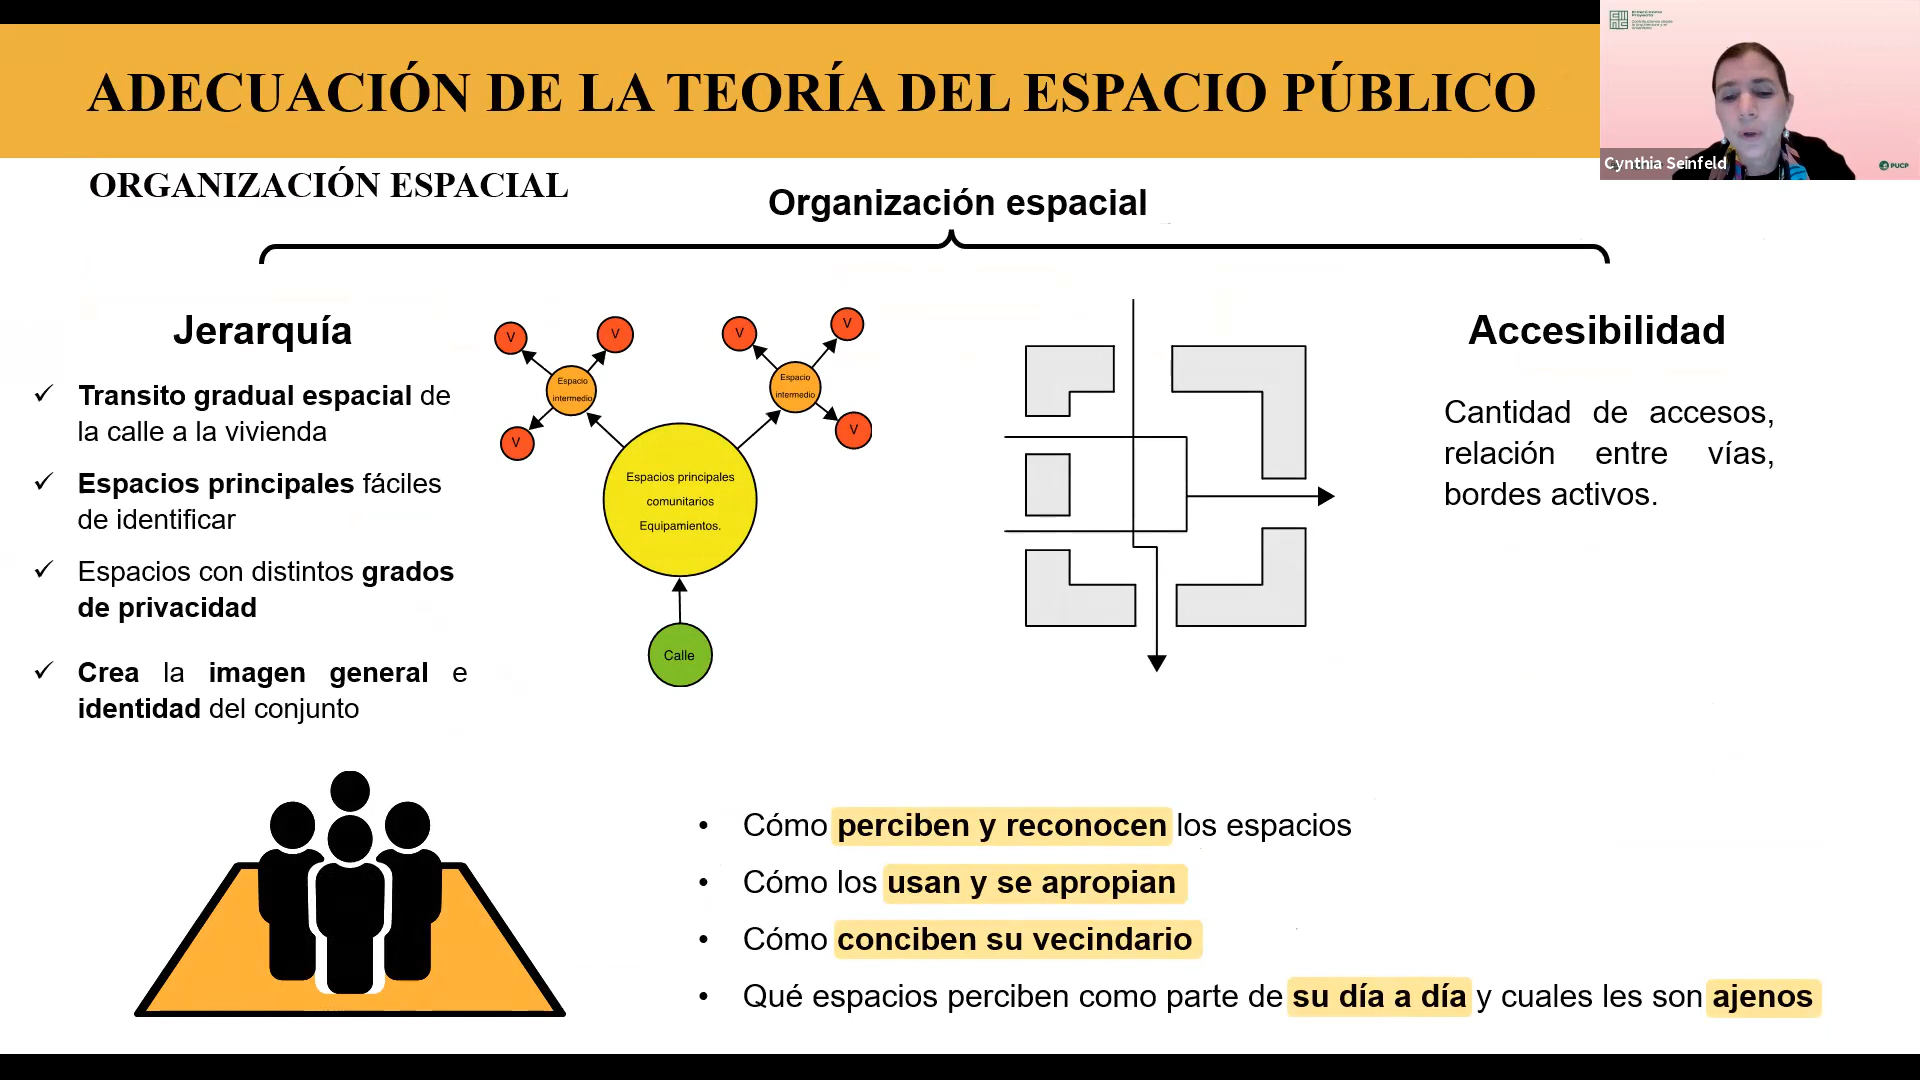 ADECUACIÓN DE LA TEORÍA DEL ESPACIO PÚBLICO
Cynthia Seinfeld
PUCP
ORGANIZACIÓN ESPACIAL
Organización espacial
Jerarquía
✓ Transito gradual espacial de
la calle a la vivienda
✓ Espacios principales fáciles
de identificar
✓ Espacios con distintos grados
de privacidad
✓ Crea la imagen general e
identidad del conjunto
V
V
V
Espacio
intermedio
V
V
V
Espacio
intermedio
Espacios principales
comunitarios
Equipamientos.
Calle
Accesibilidad
Cantidad de accesos,
relación entre vías,
bordes activos.
• Cómo perciben y reconocen los espacios
• Cómo los usan y se apropian
• Cómo conciben su vecindario
• Qué espacios perciben como parte de su día a día y cuales les son ajenos